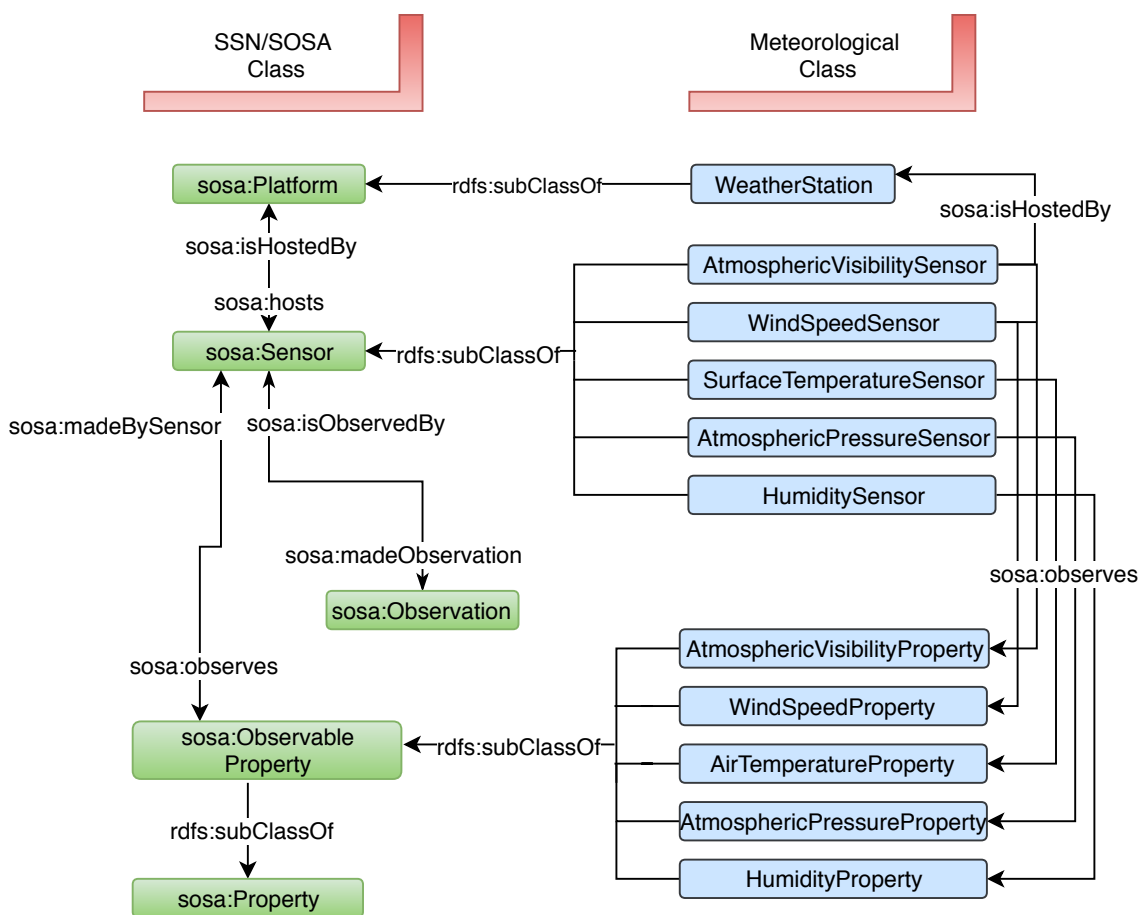 SSN/SOSA
Class
Meteorological
Class
sosa:Platform
rdfs:subClassOf
WeatherStation
sosa:isHostedBy
sosa:isHostedBy
sosa:hosts
sosa:Sensor
rdfs:subClassOf
AtmosphericVisibilitySensor
WindSpeedSensor
SurfaceTemperatureSensor
AtmosphericPressureSensor
HumiditySensor
sosa:madeBySensor
sosa:isObservedBy
sosa:madeObservation
sosa:Observation
sosa:observes
sosa:observes
sosa:Observable
Property
rdfs:subClassOf
AtmosphericVisibilityProperty
WindSpeedProperty
AirTemperatureProperty
AtmosphericPressureProperty
HumidityProperty
rdfs:subClassOf
sosa:Property